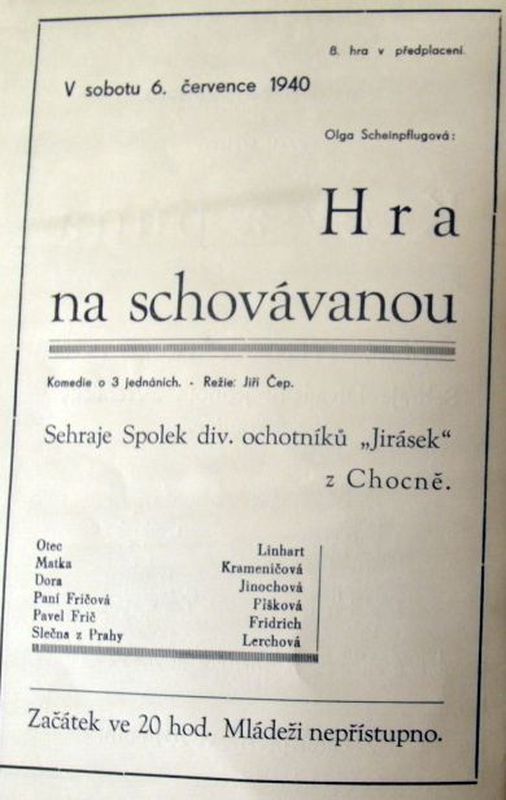 8. hra v předplacení.
V sobotu 6. července 1940
Olga Scheinpflugová:
Hra
na schovávanou
Komedie o 3 jednáních. - Režie: Jiří Čep.
Sehraje Spolek div. ochotníků „Jirásek“
z Chocně.
Otec Linhart
Matka Krameničová
Dora Jinochová
Paní Fričová Pišková
Pavel Frič Fridrich
Slečna z Prahy Lerchová
Začátek ve 20 hod. Mládeži nepřístupno.